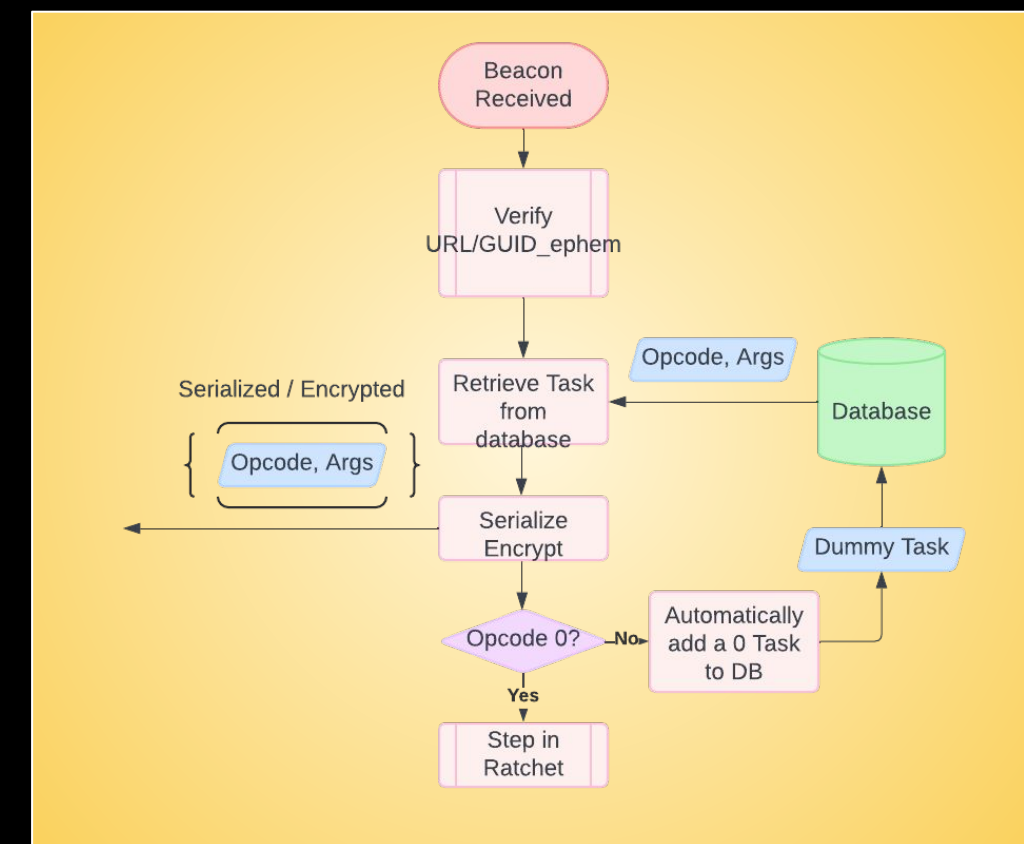 Beacon
Received
Verify
URL/GUID_ephem
Opcode, Args
Retrieve Task
from
database
Database
Serialized / Encrypted
Opcode, Args
Serialize
Encrypt
Dummy Task
Opcode 0?
No
Automatically
add a 0 Task
to DB
Yes
Step in
Ratchet